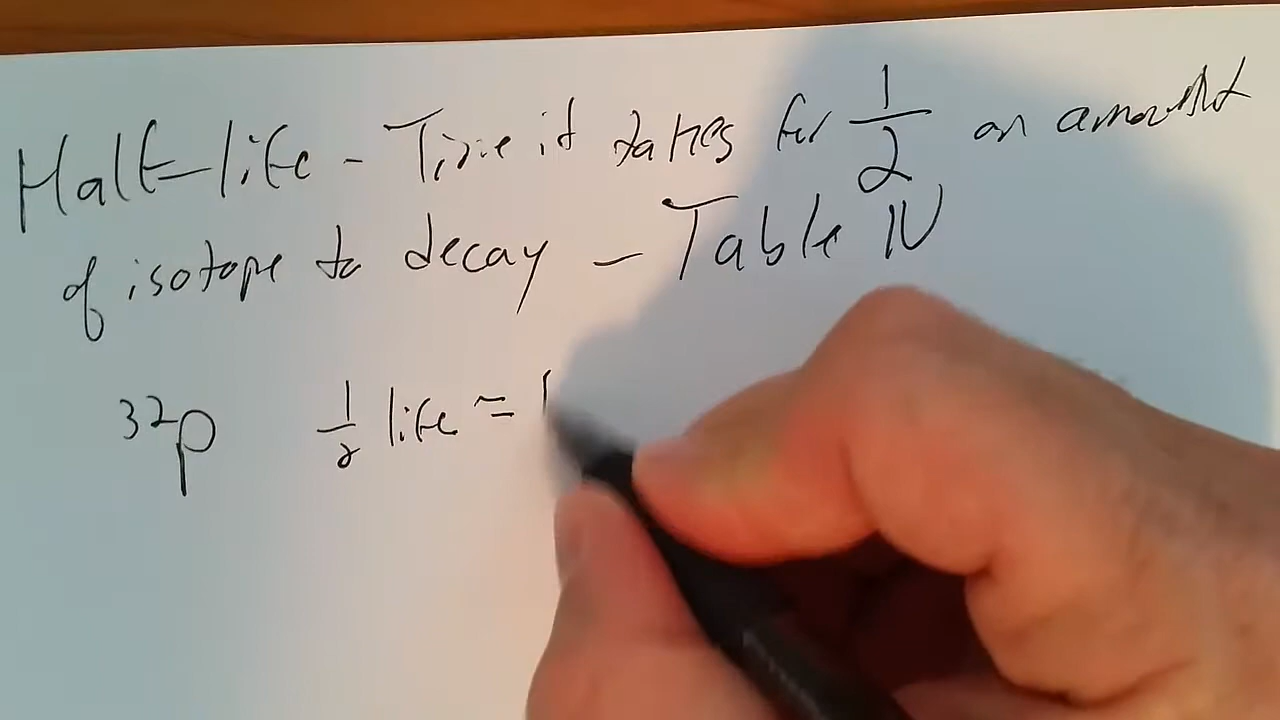 Half-life - Time it takes for 1/2 an amount
of isotope to decay - Table N
32P 1/2 life =